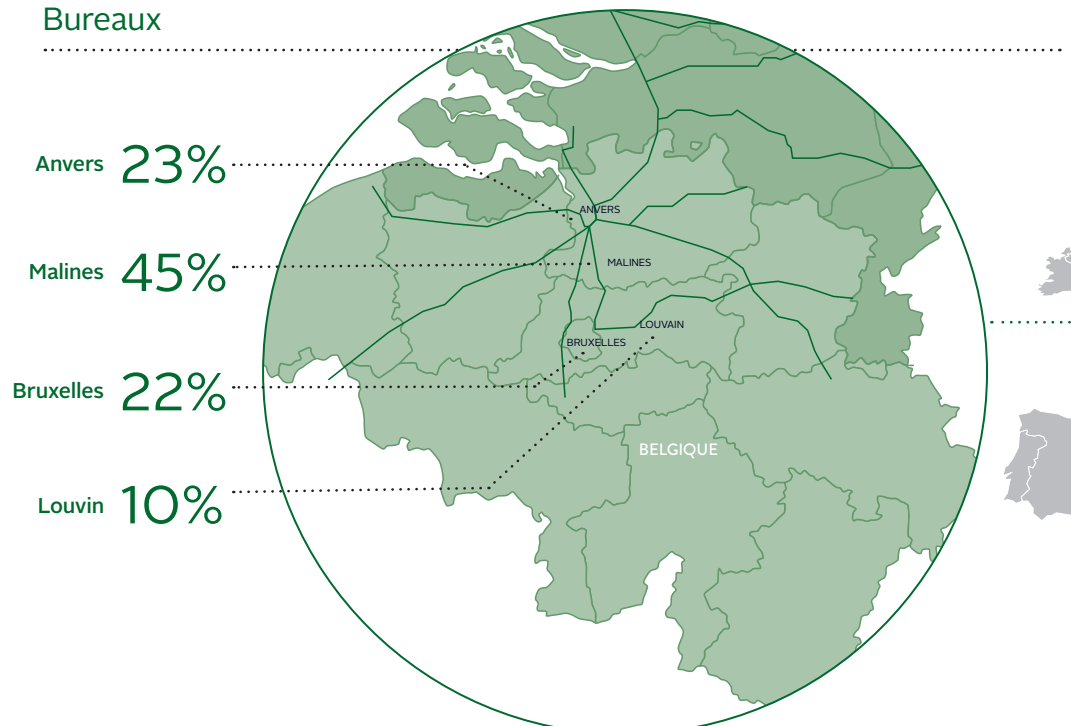 Bureaux
Anvers 23%
Malines 45%
Bruxelles 22%
Louvin 10%
ANVERS
MALINES
LOUVAIN
BRUXELLES
BELGIQUE